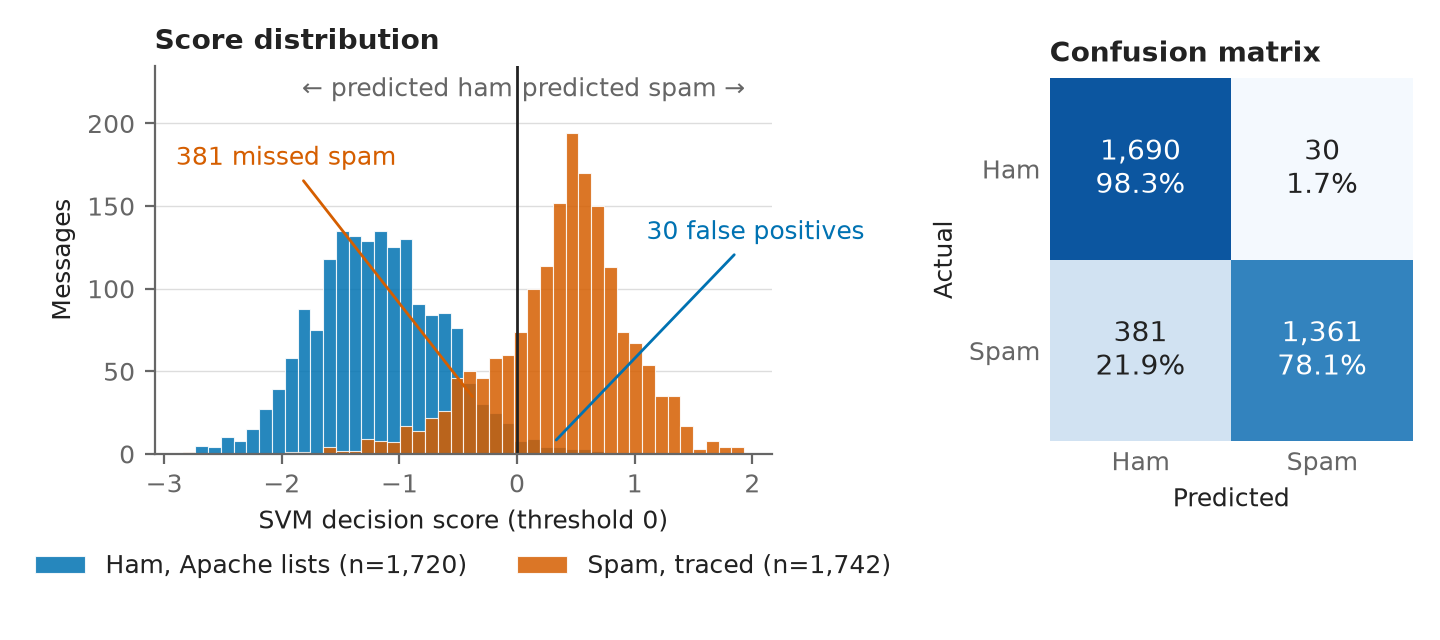 Score distribution
← predicted ham predicted spam →
200
150
100
50
0
Messages
381 missed spam
30 false positives
−3 −2 −1 0 1 2
SVM decision score (threshold 0)
Ham, Apache lists (n=1,720) Spam, traced (n=1,742)
Confusion matrix
Actual
Ham
1,690 30
98.3% 1.7%
Spam
381 1,361
21.9% 78.1%
Ham Spam
Predicted